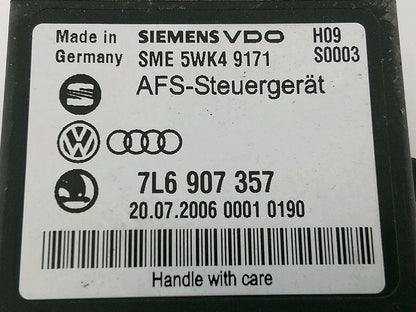 Made in SIEMENS VDO H09
Germany SME 5WK4 9171 S0003
AFS-Steuergerät
7L6 907 357
20.07.2006 0001 0190
Handle with care